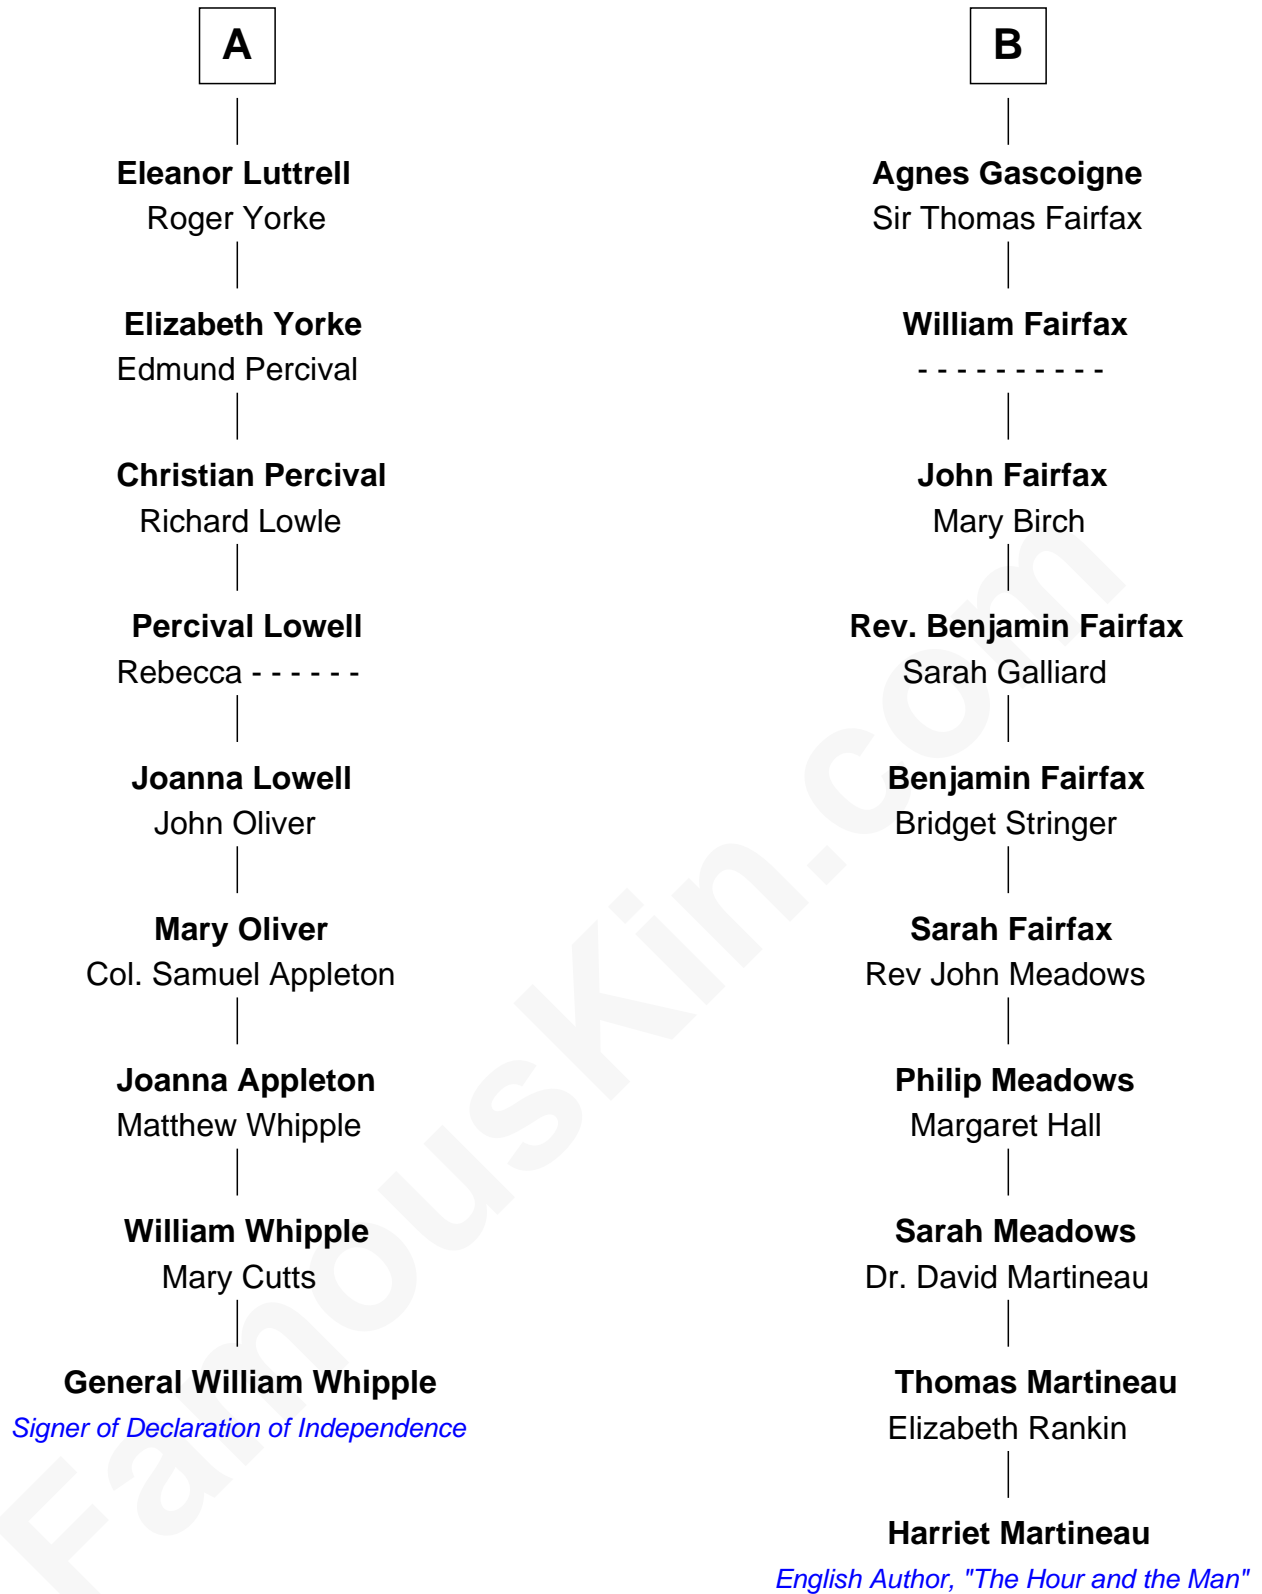 A
Eleanor Luttrell
Roger Yorke
Elizabeth Yorke
Edmund Percival
Christian Percival
Richard Lowle
Percival Lowell
Rebecca - - - - - -
Joanna Lowell
John Oliver
Mary Oliver
Col. Samuel Appleton
Joanna Appleton
Matthew Whipple
William Whipple
Mary Cutts
General William Whipple
Signer of Declaration of Independence
B
Agnes Gascoigne
Sir Thomas Fairfax
William Fairfax
- - - - - - - - - -
John Fairfax
Mary Birch
Rev. Benjamin Fairfax
Sarah Galliard
Benjamin Fairfax
Bridget Stringer
Sarah Fairfax
Rev John Meadows
Philip Meadows
Margaret Hall
Sarah Meadows
Dr. David Martineau
Thomas Martineau
Elizabeth Rankin
Harriet Martineau
English Author, "The Hour and the Man"
FamousKin.com